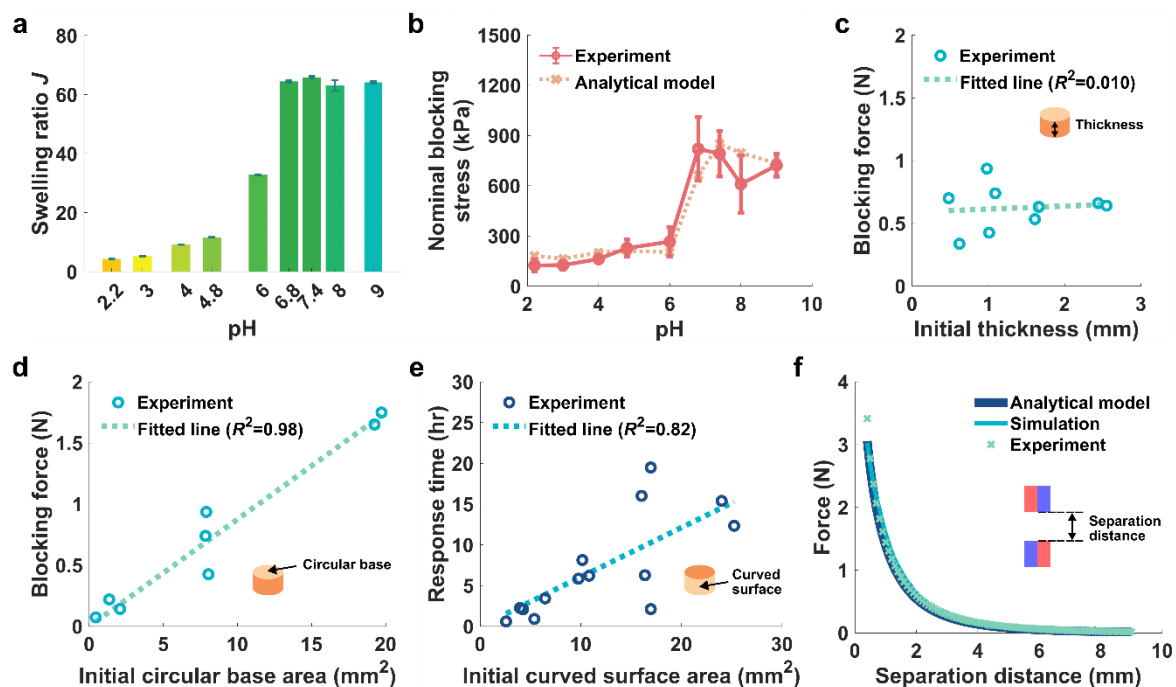 a
Swelling ratio J
80
60
40
20
0
2.2
3
4
4.8
6
6.8
7.4
8
9
pH
b
Nominal blocking
stress (kPa)
1500
1200
900
600
300
0
Experiment
Analytical model
2
4
6
8
10
pH
c
Blocking force (N)
2
1.5
1
0.5
0
Experiment
Fitted line (R²=0.010)
Thickness
0
1
2
3
Initial thickness (mm)
d
Blocking force (N)
2
1.5
1
0.5
0
Experiment
Fitted line (R²=0.98)
Circular base
0
5
10
15
20
Initial circular base area (mm²)
e
Response time (hr)
30
25
20
15
10
5
0
Experiment
Fitted line (R²=0.82)
Curved
surface
0
10
20
30
Initial curved surface area (mm²)
f
Force (N)
4
3
2
1
0
Analytical model
Simulation
Experiment
Separation
distance
0
2
4
6
8
10
Separation distance (mm)